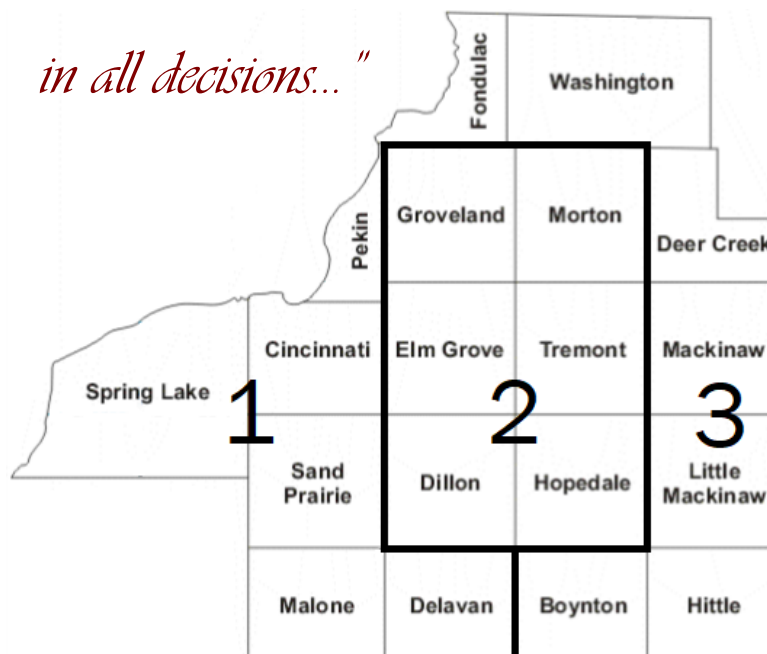 in all decisions..."
Fondulac
Washington
Pekin
Groveland
Morton
Deer Creek
Cincinnati
Elm Grove
Tremont
Mackinaw
Spring Lake
1
2
3
Sand
Prairie
Dillon
Hopedale
Little
Mackinaw
Malone
Delavan
Boynton
Hittle